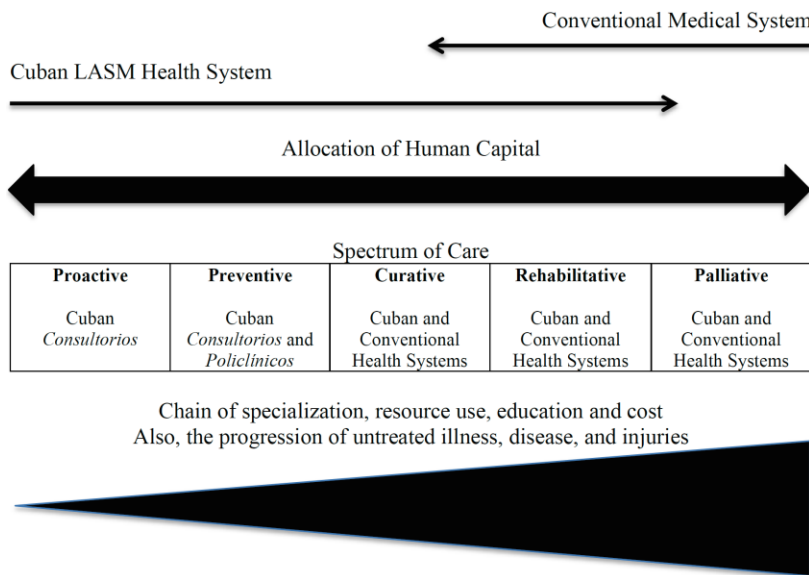 Conventional Medical System
Cuban LASM Health System
Allocation of Human Capital
Spectrum of Care
Proactive
Cuban
Consultorios
Preventive
Cuban
Consultorios and
Policlínicos
Curative
Cuban and
Conventional
Health Systems
Rehabilitative
Cuban and
Conventional
Health Systems
Palliative
Cuban and
Conventional
Health Systems
Chain of specialization, resource use, education and cost
Also, the progression of untreated illness, disease, and injuries